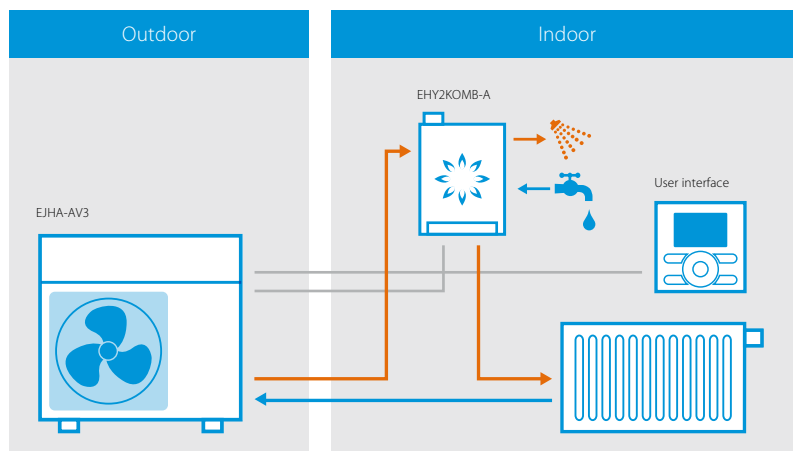 Outdoor
Indoor
EHY2KOMB-A
User interface
EJHA-AV3